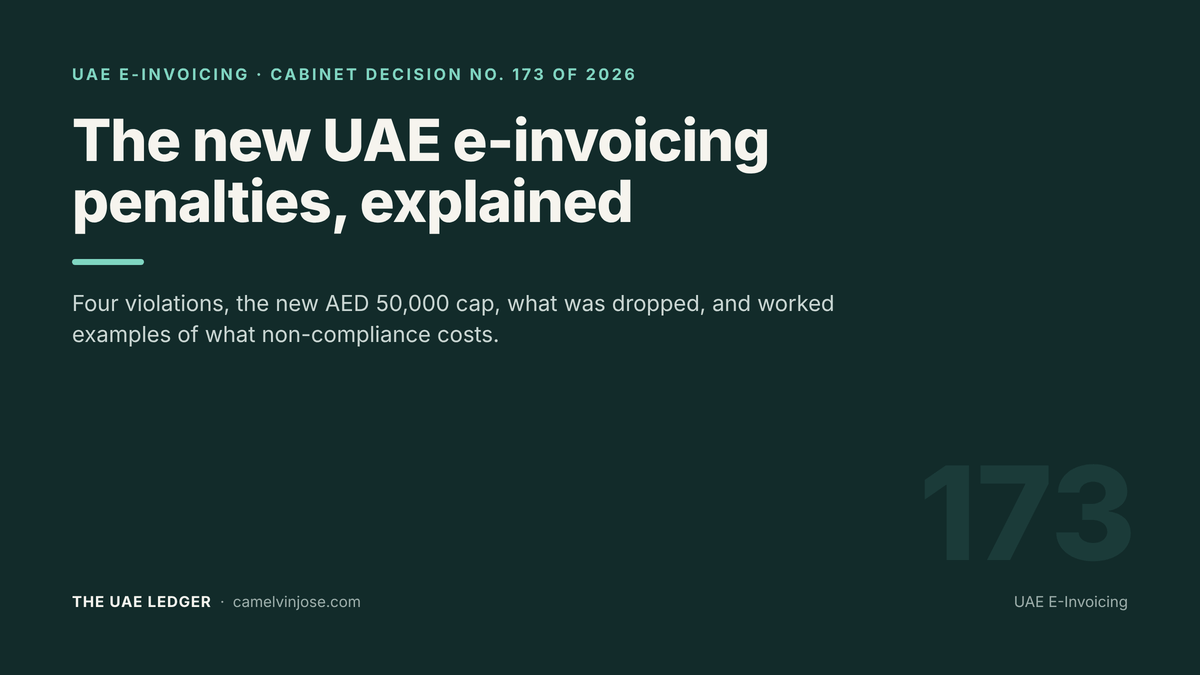 UAE E-INVOICING · CABINET DECISION NO. 173 OF 2026
The new UAE e-invoicing
penalties, explained
Four violations, the new AED 50,000 cap, what was dropped, and worked
examples of what non-compliance costs.
173
THE UAE LEDGER · camelvinjose.com
UAE E-Invoicing